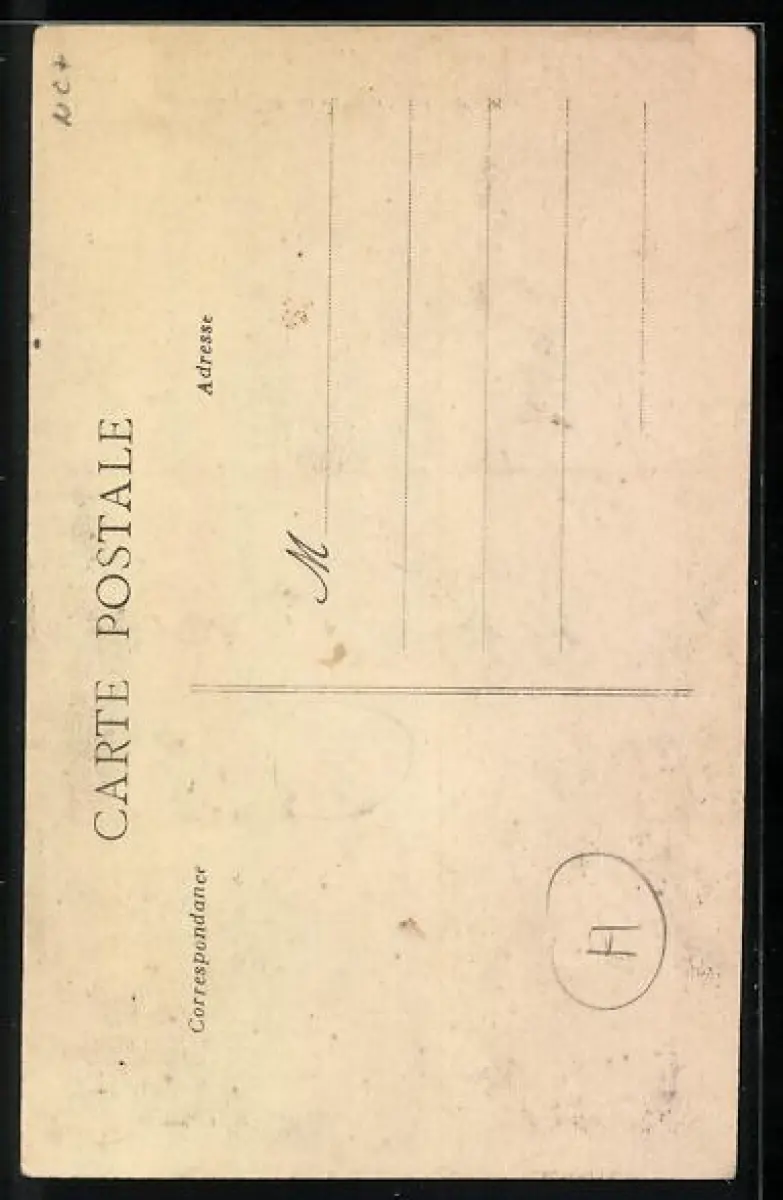 CARTE POSTALE
Correspondance
Adresse
M
H